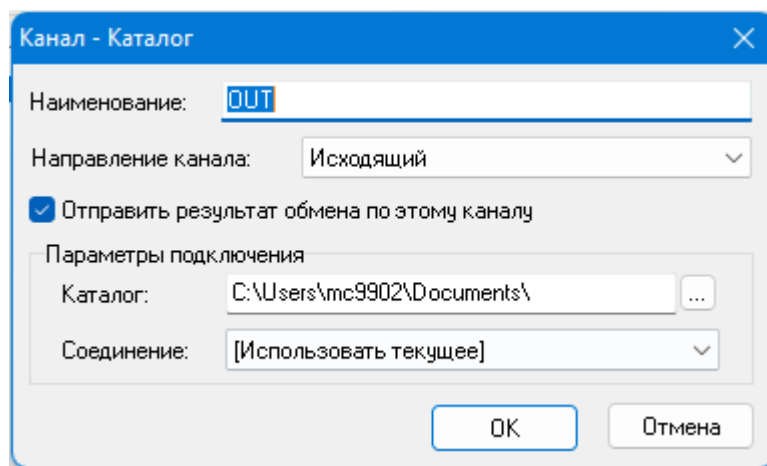 Канал - Каталог
Наименование: OUT
Направление канала: Исходящий
Отправить результат обмена по этому каналу
Параметры подключения
Каталог: C:\Users\mc9902\Documents\ ...
Соединение: [Использовать текущее]
OK Отмена